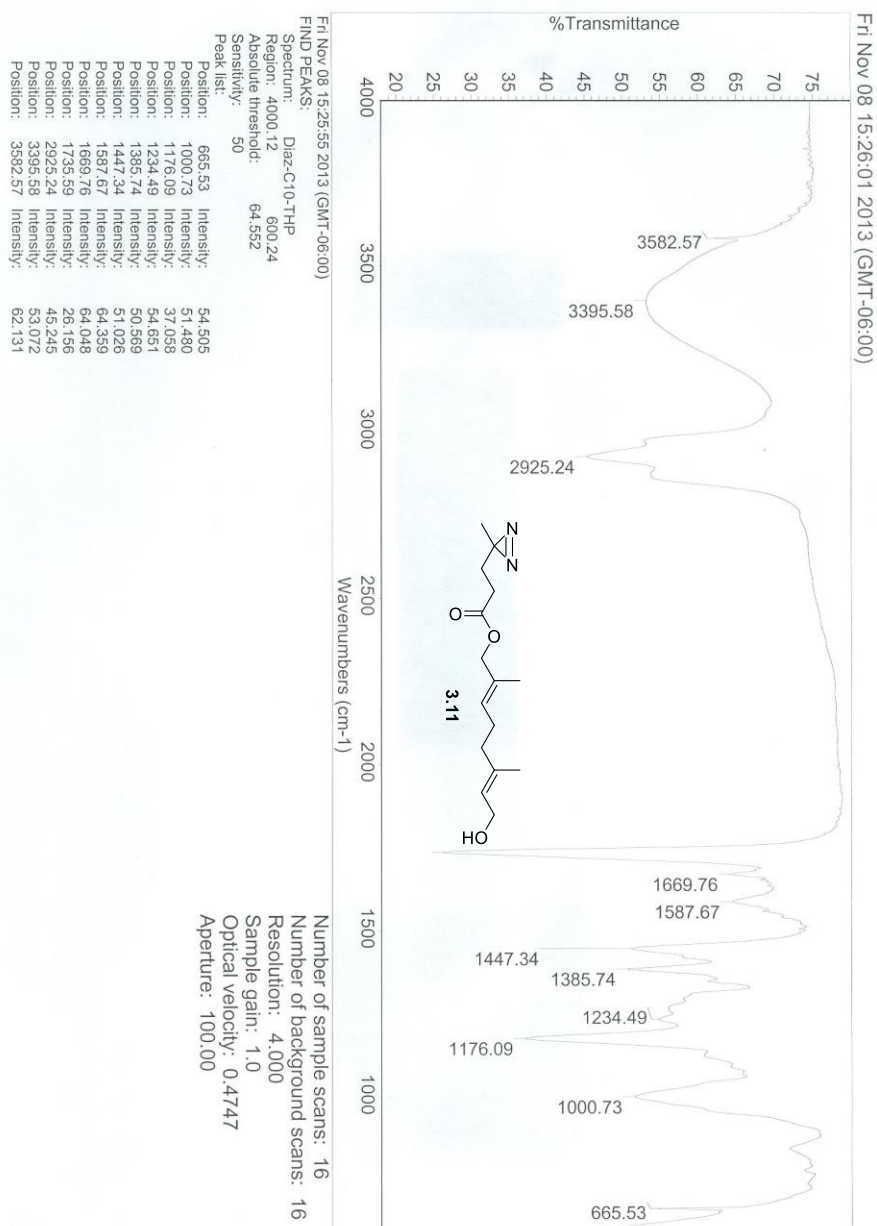 Fri Nov 08 15:26:01 2013 (GMT-06:00)
%Transmittance
75
70
65
60
55
50
45
40
35
30
25
20
3582.57
3395.58
2925.24
1669.76
1587.67
1447.34
1385.74
1234.49
1176.09
1000.73
665.53
N
N
O
O
HO
3.11
4000
3500
3000
2500
2000
1500
1000
Wavenumbers (cm-1)
Number of sample scans: 16
Number of background scans: 16
Resolution: 4.000
Sample gain: 1.0
Optical velocity: 0.4747
Aperture: 100.00
Fri Nov 08 15:25:55 2013 (GMT-06:00)
FIND PEAKS:
Spectrum: Diaz-C10-THP
Region: 4000.12 600.24
Absolute threshold: 64.552
Sensitivity: 50
Peak list:
Position: 665.53 Intensity: 54.505
Position: 1000.73 Intensity: 51.480
Position: 1176.09 Intensity: 37.058
Position: 1234.49 Intensity: 54.651
Position: 1385.74 Intensity: 50.569
Position: 1447.34 Intensity: 51.026
Position: 1587.67 Intensity: 64.359
Position: 1669.76 Intensity: 64.048
Position: 1735.59 Intensity: 26.156
Position: 2925.24 Intensity: 45.245
Position: 3395.58 Intensity: 53.072
Position: 3582.57 Intensity: 62.131